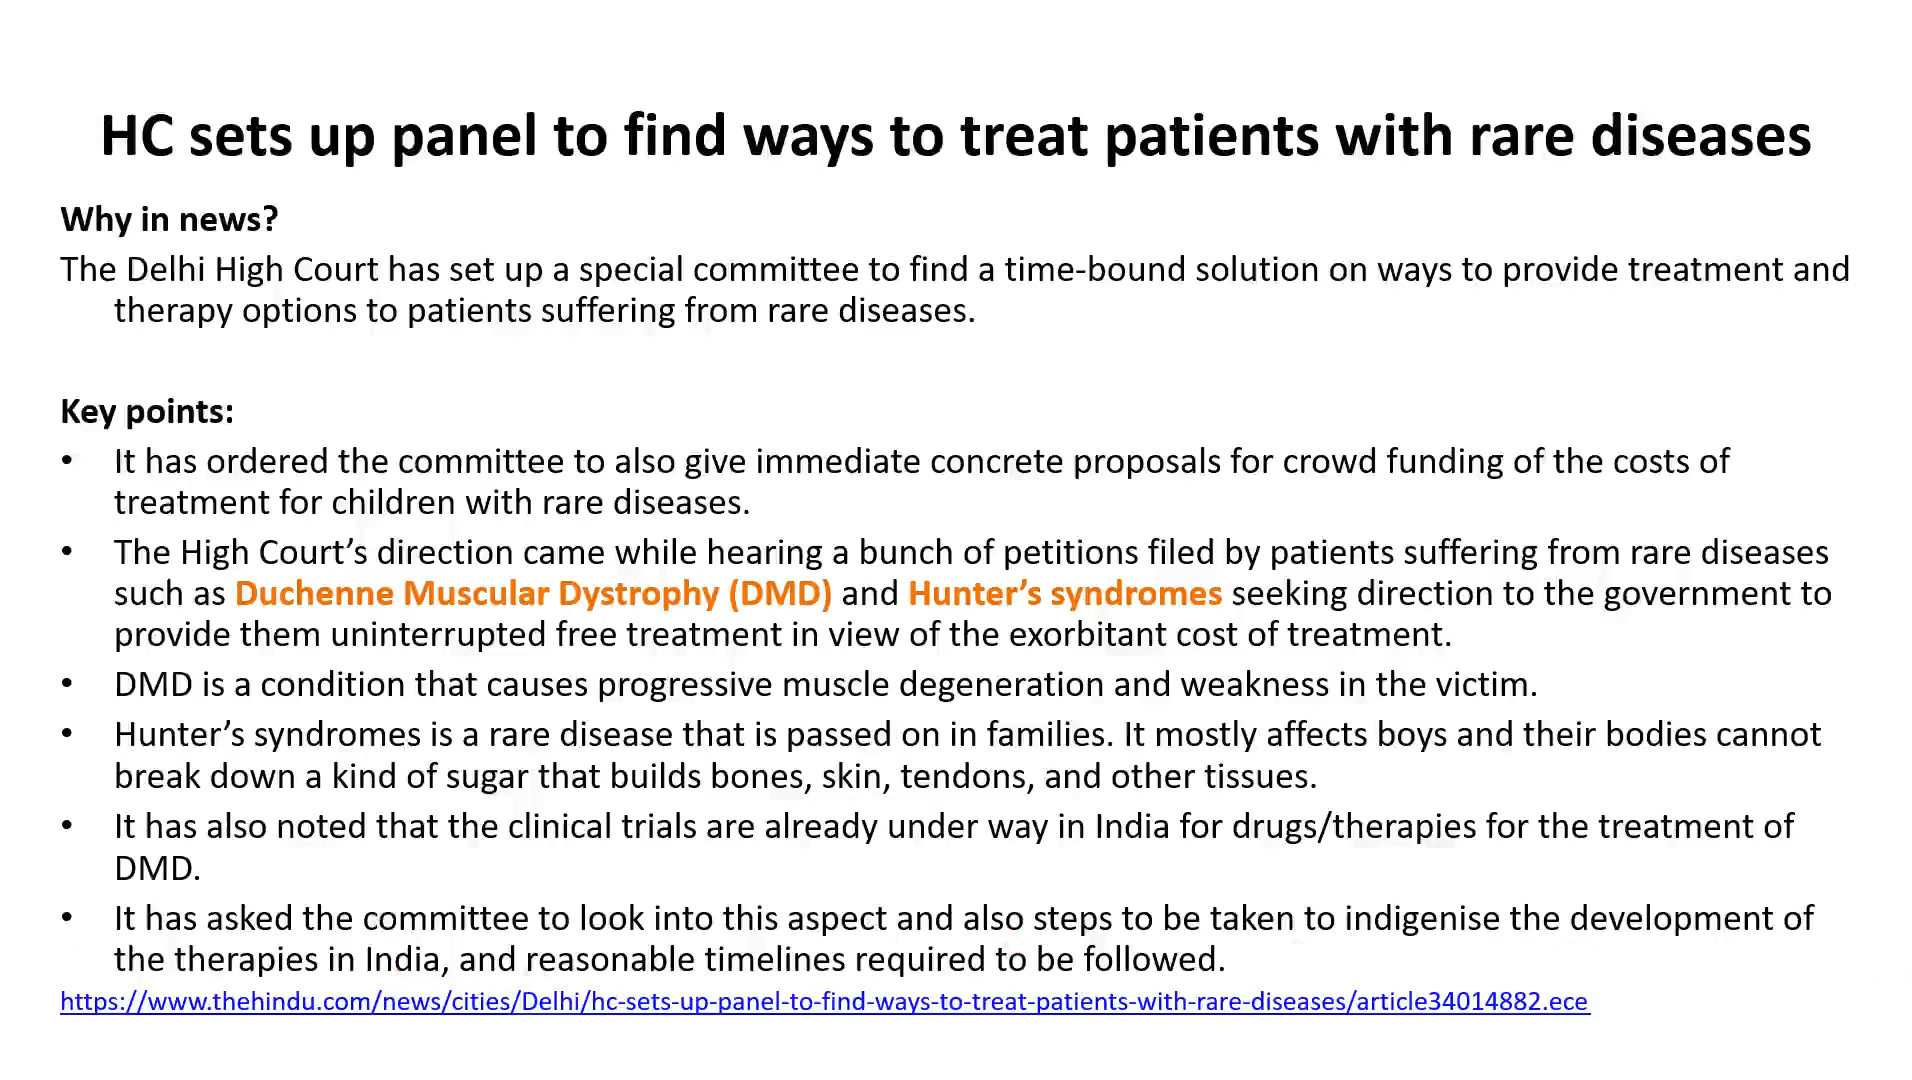 HC sets up panel to find ways to treat patients with rare diseases
Why in news?
The Delhi High Court has set up a special committee to find a time-bound solution on ways to provide treatment and
therapy options to patients suffering from rare diseases.
Key points:
• It has ordered the committee to also give immediate concrete proposals for crowd funding of the costs of
treatment for children with rare diseases.
• The High Court’s direction came while hearing a bunch of petitions filed by patients suffering from rare diseases
such as Duchenne Muscular Dystrophy (DMD) and Hunter’s syndromes seeking direction to the government to
provide them uninterrupted free treatment in view of the exorbitant cost of treatment.
• DMD is a condition that causes progressive muscle degeneration and weakness in the victim.
• Hunter’s syndromes is a rare disease that is passed on in families. It mostly affects boys and their bodies cannot
break down a kind of sugar that builds bones, skin, tendons, and other tissues.
• It has also noted that the clinical trials are already under way in India for drugs/therapies for the treatment of
DMD.
• It has asked the committee to look into this aspect and also steps to be taken to indigenise the development of
the therapies in India, and reasonable timelines required to be followed.
https://www.thehindu.com/news/cities/Delhi/hc-sets-up-panel-to-find-ways-to-treat-patients-with-rare-diseases/article34014882.ece